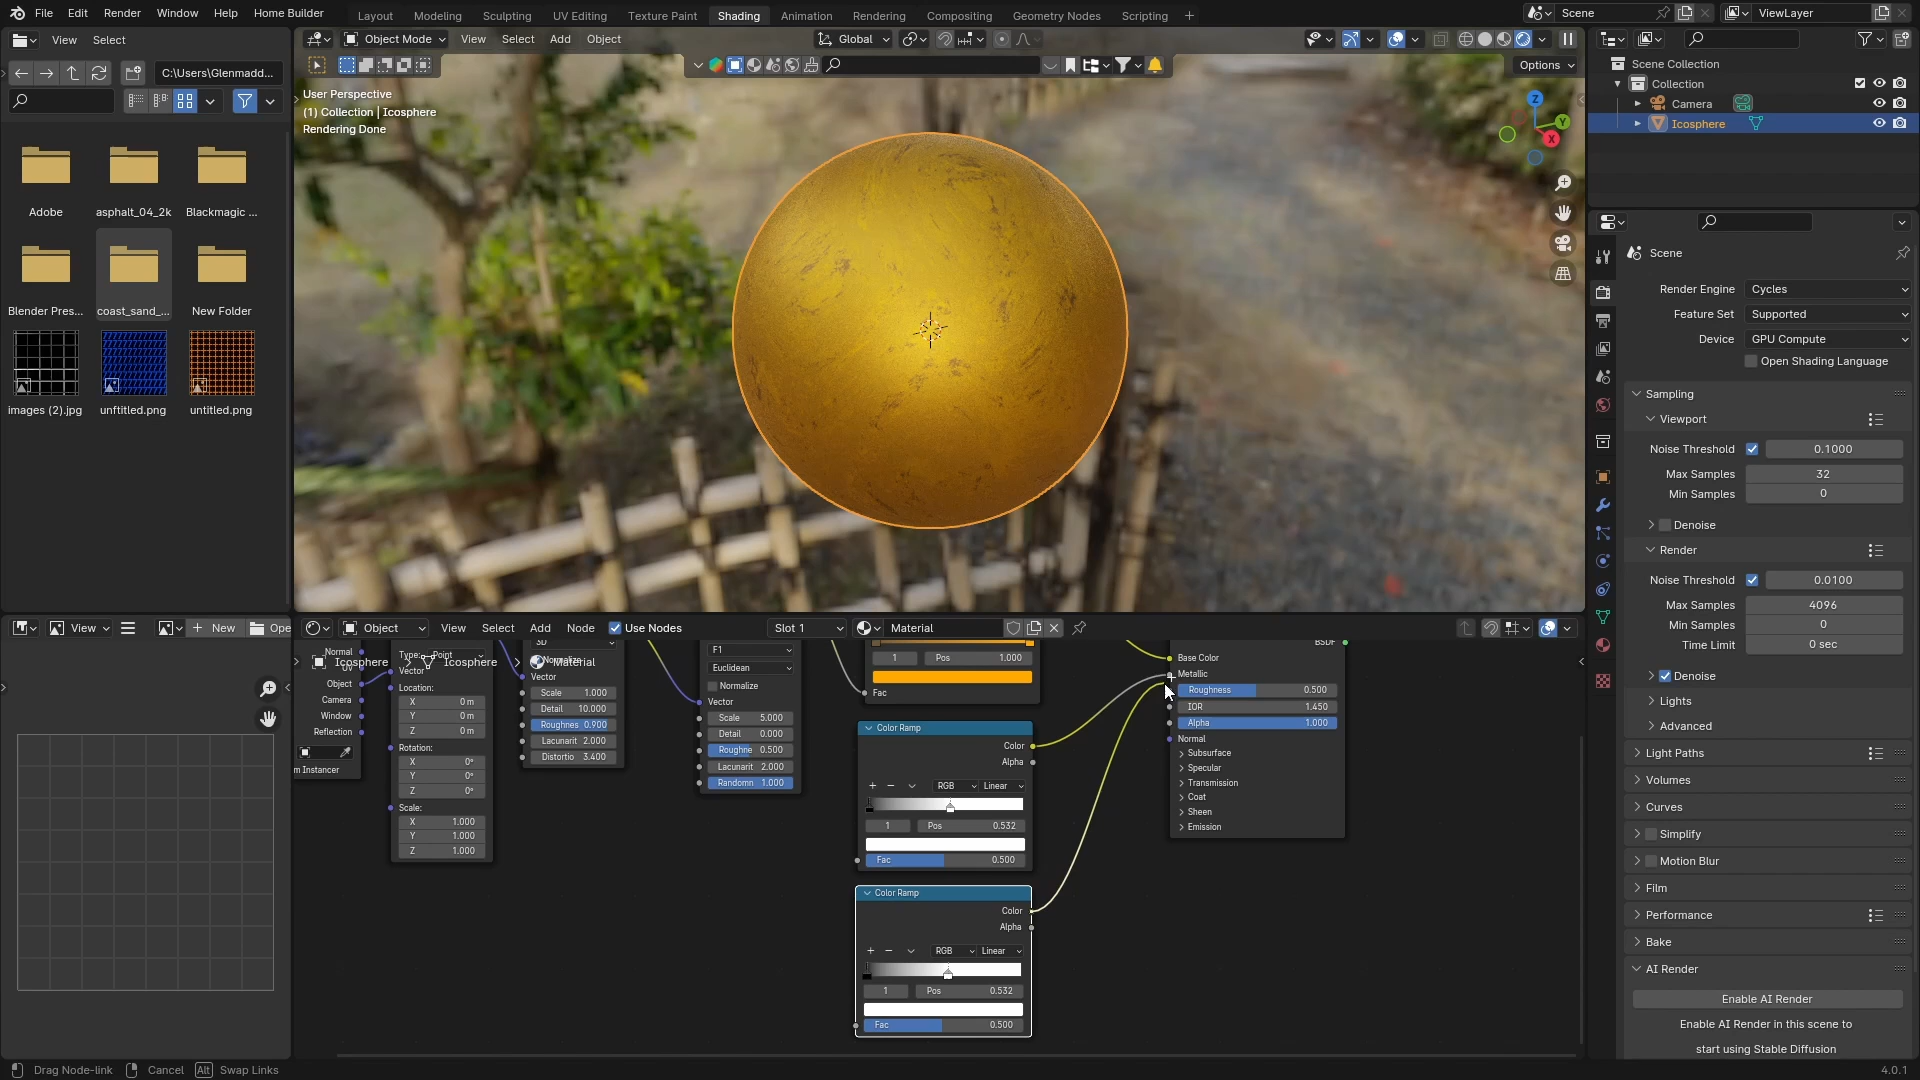 File Edit Render Window Help Home Builder Layout Modeling Sculpting UV Editing Texture Paint Shading Animation Rendering Compositing Geometry Nodes Scripting + Scene ViewLayer
View Select
C:\Users\Glenmadd...
Adobe asphalt_04_2k Blackmagic ...
Blender Pres... coast_sand_... New Folder
images (2).jpg unftitled.png untitled.png
Object Mode View Select Add Object Global
Options
User Perspective
(1) Collection | Icosphere
Rendering Done
Z
Y
X
Scene Collection
Collection
Camera
Icosphere
Scene
Render Engine Cycles
Feature Set Supported
Device GPU Compute
Open Shading Language
Sampling
Viewport
Noise Threshold 0.1000
Max Samples 32
Min Samples 0
Denoise
Render
Noise Threshold 0.0100
Max Samples 4096
Min Samples 0
Time Limit 0 sec
Denoise
Lights
Advanced
Light Paths
Volumes
Curves
Simplify
Motion Blur
Film
Performance
Bake
AI Render
Enable AI Render
Enable AI Render in this scene to
start using Stable Diffusion
View + New Ope
Object View Select Add Node Use Nodes Slot 1 Material
Icosphere Icosphere Material
Normal
UV
Object
Camera
Window
Reflection
m Instancer
Type: Point
Vector
Location:
X 0 m
Y 0 m
Z 0 m
Rotation:
X 0°
Y 0°
Z 0°
Scale:
X 1.000
Y 1.000
Z 1.000
3D
Normalize
Vector
Scale 1.000
Detail 10.000
Roughnes 0.900
Lacunarit 2.000
Distortio 3.400
F1
Euclidean
Normalize
Vector
Scale 5.000
Detail 0.000
Roughne 0.500
Lacunarit 2.000
Randomn 1.000
1 Pos 1.000
Fac
Color Ramp
Color
Alpha
RGB Linear
1 Pos 0.532
Fac 0.500
Color Ramp
Color
Alpha
RGB Linear
1 Pos 0.532
Fac 0.500
BSDF
Base Color
Metallic
Roughness 0.500
IOR 1.450
Alpha 1.000
Normal
Subsurface
Specular
Transmission
Coat
Sheen
Emission
Drag Node-link Cancel Alt Swap Links 4.0.1